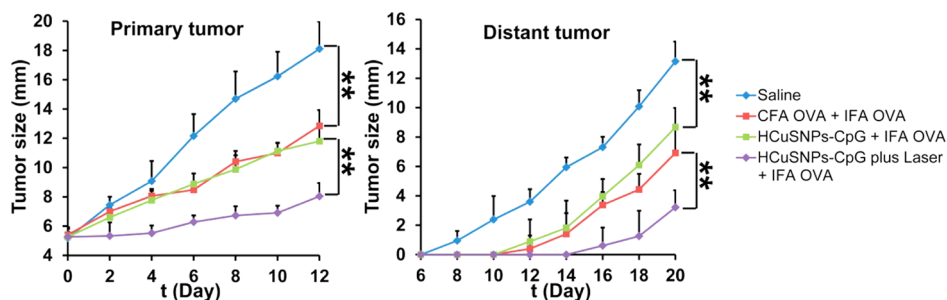 Primary tumor
Tumor size (mm)
20
18
16
14
12
10
8
6
4
0 2 4 6 8 10 12
t (Day)
**
**
Distant tumor
Tumor size (mm)
16
14
12
10
8
6
4
2
0
6 8 10 12 14 16 18 20
t (Day)
**
**
Saline
CFA OVA + IFA OVA
HCuSNPs-CpG + IFA OVA
HCuSNPs-CpG plus Laser
+ IFA OVA